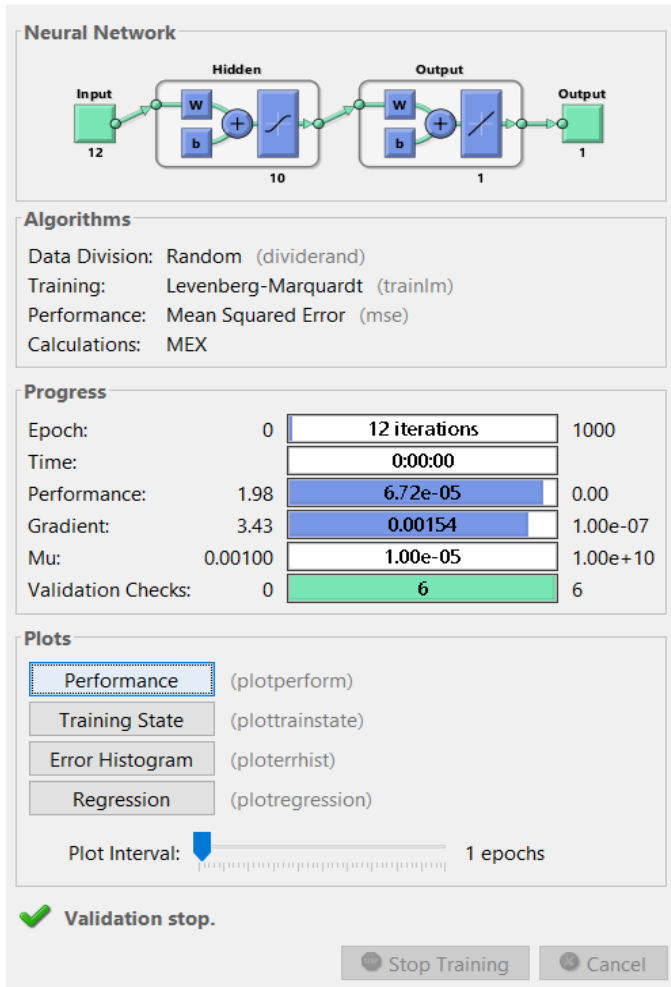 Neural Network
Hidden
Output
Input
Output
W
W
b
b
12
10
1
1
Algorithms
Data Division: Random (dividerand)
Training: Levenberg-Marquardt (trainlm)
Performance: Mean Squared Error (mse)
Calculations: MEX
Progress
Epoch: 0 12 iterations 1000
Time: 0:00:00
Performance: 1.98 6.72e-05 0.00
Gradient: 3.43 0.00154 1.00e-07
Mu: 0.00100 1.00e-05 1.00e+10
Validation Checks: 0 6 6
Plots
Performance (plotperform)
Training State (plottrainstate)
Error Histogram (ploterrhist)
Regression (plotregression)
Plot Interval: 1 epochs
Validation stop.
Stop Training Cancel